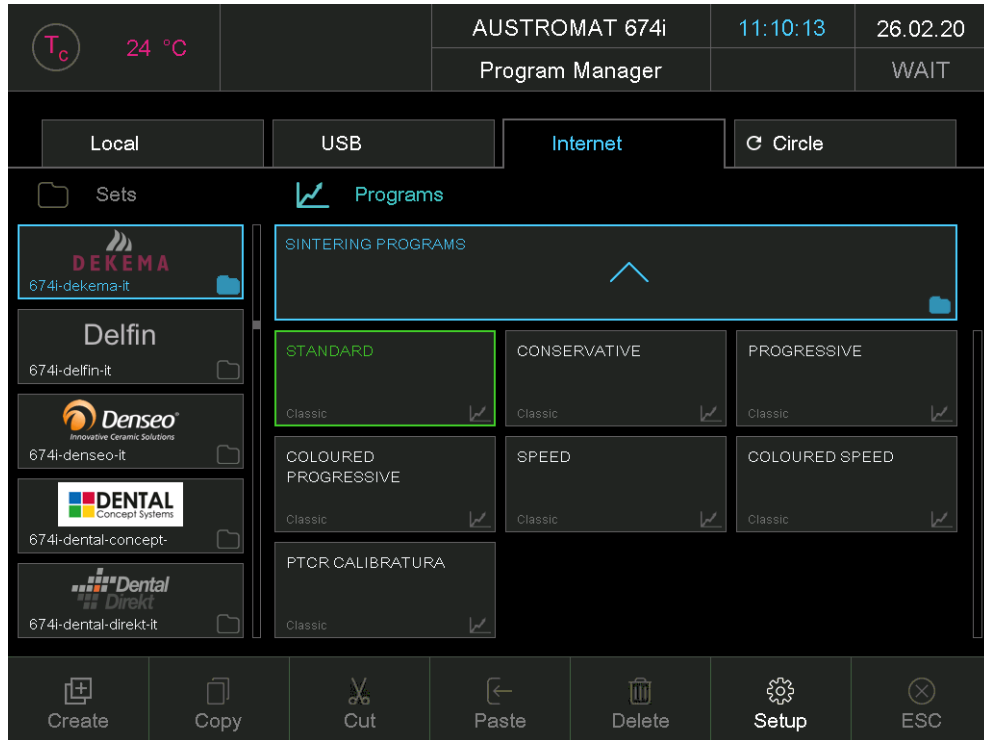 Tc
24 °C
AUSTROMAT 674i
11:10:13
26.02.20
Program Manager
WAIT
Local
USB
Internet
Circle
Sets
Programs
DEKEMA
674i-dekema-it
Delfin
674i-delfin-it
Denseo
Innovative Ceramic Solutions
674i-denseo-it
DENTAL
Concept Systems
674i-dental-concept-
Dental
Direkt
674i-dental-direkt-it
SINTERING PROGRAMS
STANDARD
Classic
CONSERVATIVE
Classic
PROGRESSIVE
Classic
COLOURED
PROGRESSIVE
Classic
SPEED
Classic
COLOURED SPEED
Classic
PTCR CALIBRATURA
Classic
Create
Copy
Cut
Paste
Delete
Setup
ESC